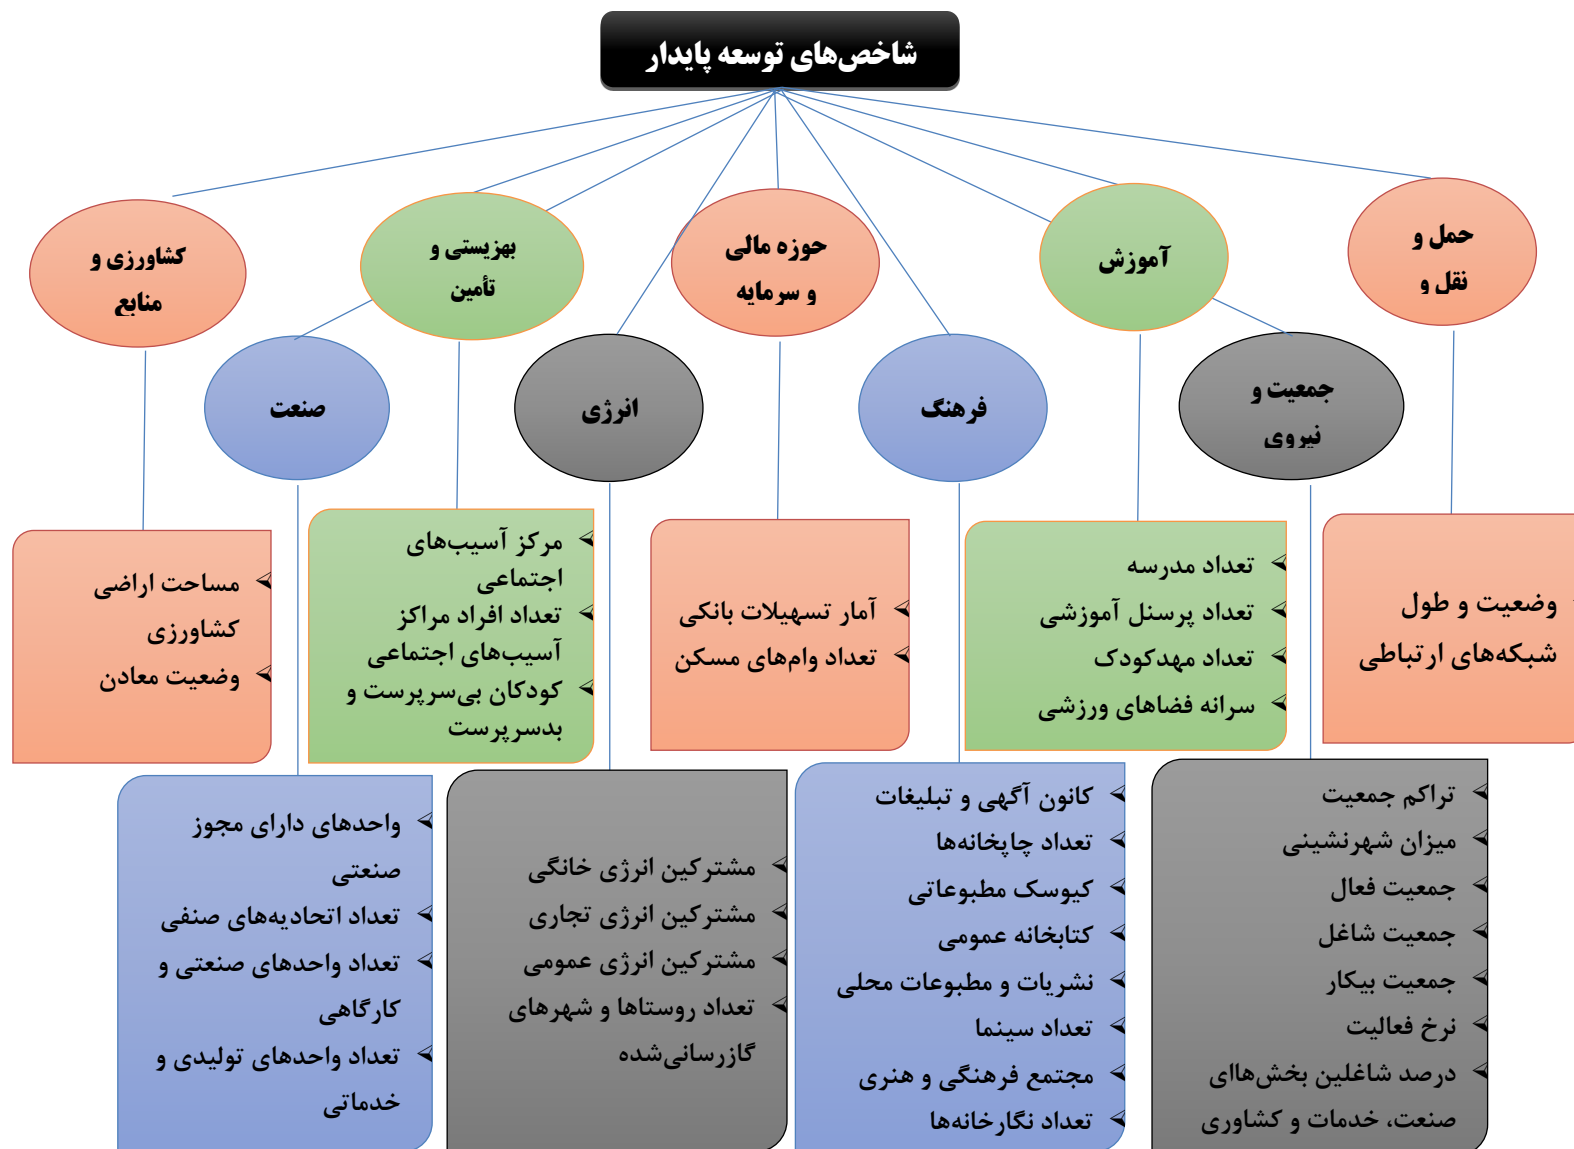 شاخص‌های توسعه پایدار
حمل و
نقل و
آموزش
حوزه مالی
و سرمایه
بهزیستی و
تأمین
کشاورزی و
منابع
جمعیت و
نیروی
فرهنگ
انرژی
صنعت
وضعیت و طول
شبکه‌های ارتباطی
تعداد مدرسه
تعداد پرسنل آموزشی
تعداد مهدکودک
سرانه فضاهای ورزشی
آمار تسهیلات بانکی
تعداد وام‌های مسکن
مرکز آسیب‌های
اجتماعی
تعداد افراد مراکز
آسیب‌های اجتماعی
کودکان بی‌سرپرست و
بدسرپرست
مساحت اراضی
کشاورزی
وضعیت معادن
تراکم جمعیت
میزان شهرنشینی
جمعیت فعال
جمعیت شاغل
جمعیت بیکار
نرخ فعالیت
درصد شاغلین بخش‌هاای
صنعت، خدمات و کشاوری
کانون آگهی و تبلیغات
تعداد چاپخانه‌ها
کیوسک مطبوعاتی
کتابخانه عمومی
نشریات و مطبوعات محلی
تعداد سینما
مجتمع فرهنگی و هنری
تعداد نگارخانه‌ها
مشترکین انرژی خانگی
مشترکین انرژی تجاری
مشترکین انرژی عمومی
تعداد روستاها و شهرهای
گازرسانی‌شده
واحدهای دارای مجوز
صنعتی
تعداد اتحادیه‌های صنفی
تعداد واحدهای صنعتی و
کارگاهی
تعداد واحدهای تولیدی و
خدماتی